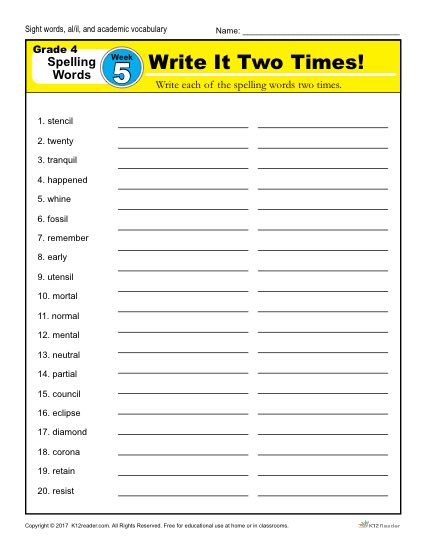 Sight words, al/il, and academic vocabulary
Name:
Grade 4
Spelling
Words
Week
5
Write It Two Times!
Write each of the spelling words two times.
1. stencil
2. twenty
3. tranquil
4. happened
5. whine
6. fossil
7. remember
8. early
9. utensil
10. mortal
11. normal
12. mental
13. neutral
14. partial
15. council
16. eclipse
17. diamond
18. corona
19. retain
20. resist
Copyright © 2017 K12reader.com. All Rights Reserved. Free for educational use at home or in classrooms.
K12Reader